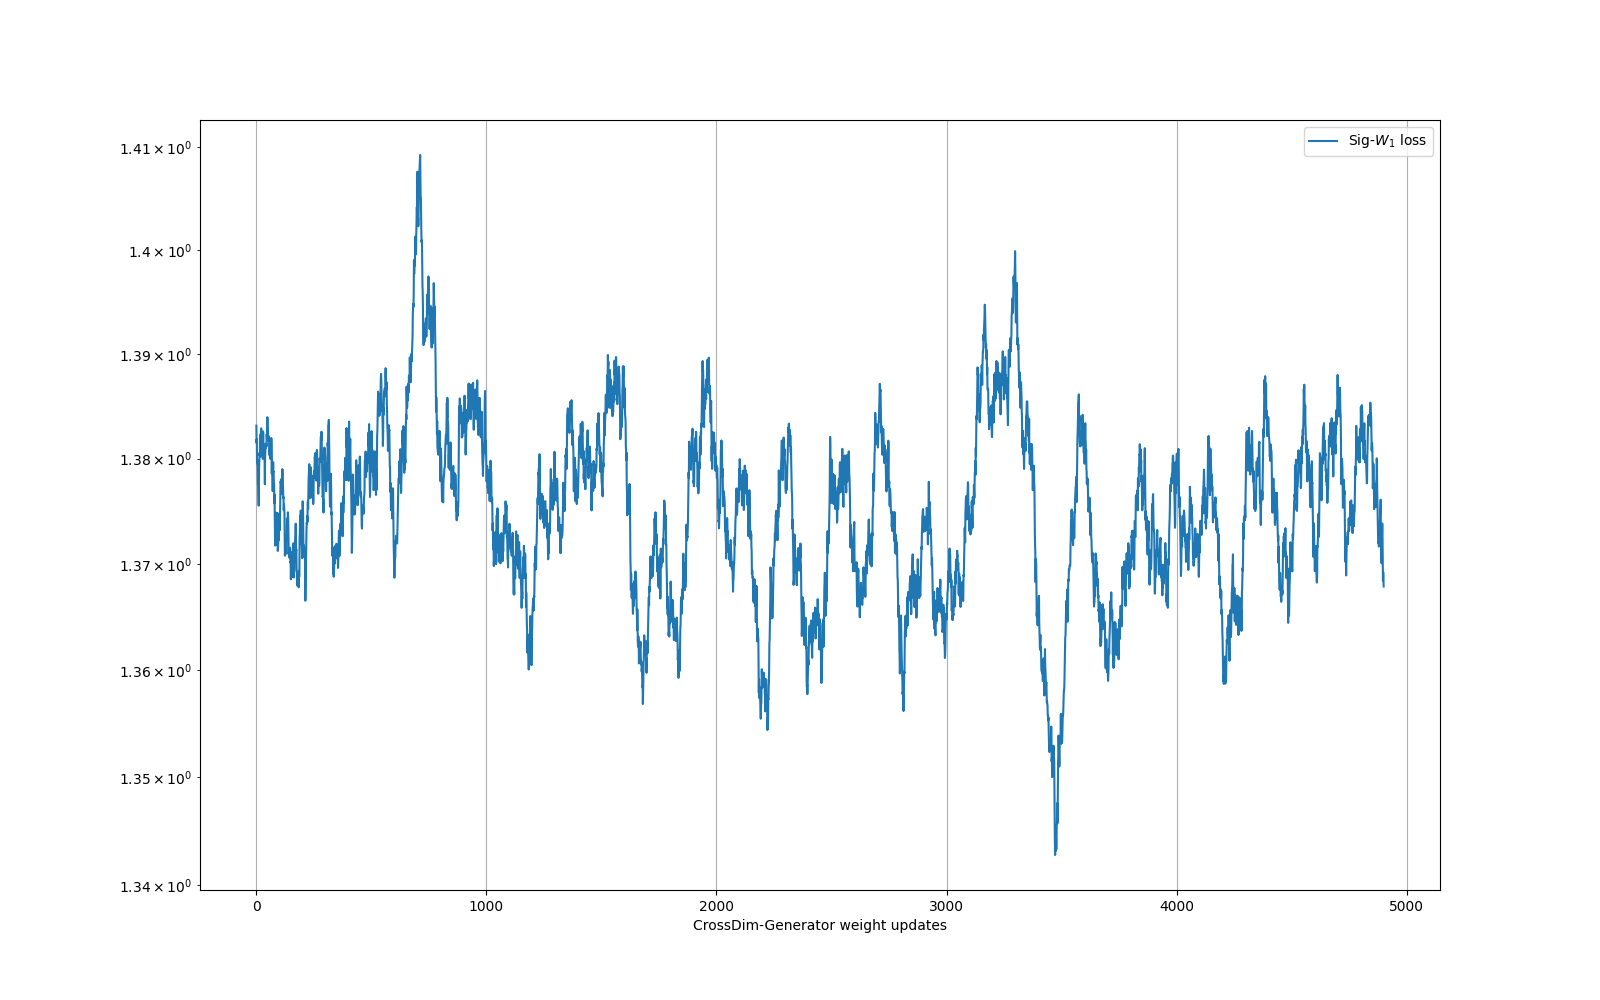 Sig-$W_1$ loss
1.41 × 10⁰
1.4 × 10⁰
1.39 × 10⁰
1.38 × 10⁰
1.37 × 10⁰
1.36 × 10⁰
1.35 × 10⁰
1.34 × 10⁰
0 1000 2000 3000 4000 5000
CrossDim-Generator weight updates